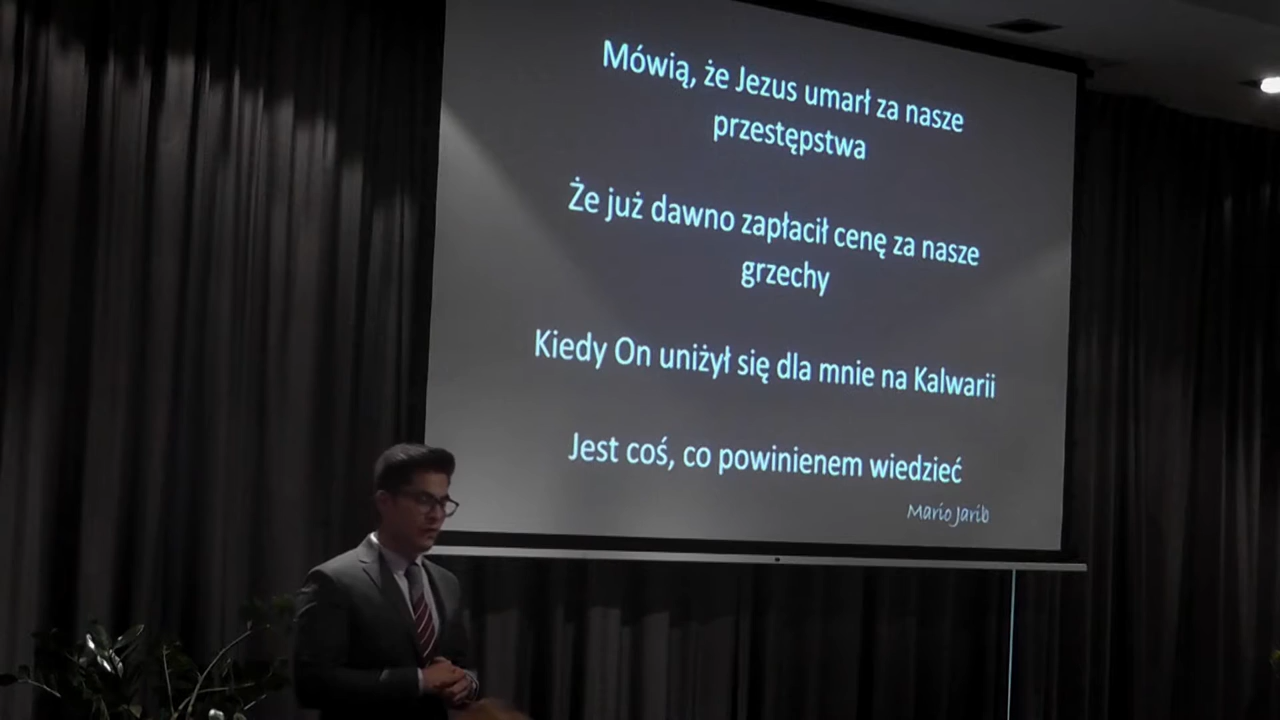 Mówią, że Jezus umarł za nasze
przestępstwa
Że już dawno zapłacił cenę za nasze
grzechy
Kiedy On uniżył się dla mnie na Kalwarii
Jest coś, co powinienem wiedzieć
Mario Jarib